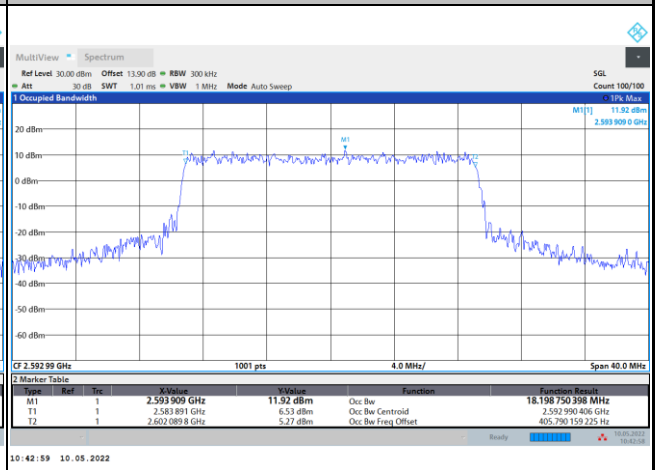 MultiView Spectrum
Ref Level 30.00 dBm Offset 13.90 dB RBW 300 kHz SGL
Att 30 dB SWT 1.01 ms VBW 1 MHz Mode Auto Sweep Count 100/100
1 Occupied Bandwidth 1Pk Max
M1[1] 11.92 dBm
2.593 909 0 GHz
20 dBm
M1
10 dBm
T1
T2
0 dBm
-10 dBm
-20 dBm
-30 dBm
-40 dBm
-50 dBm
-60 dBm
CF 2.592 99 GHz 1001 pts 4.0 MHz/ Span 40.0 MHz
2 Marker Table
Type Ref Trc X-Value Y-Value Function Function Result
M1 1 2.593 909 GHz 11.92 dBm Occ Bw 18.198 750 398 MHz
T1 1 2.583 891 GHz 6.53 dBm Occ Bw Centroid 2.592 990 406 GHz
T2 1 2.602 089 8 GHz 5.27 dBm Occ Bw Freq Offset 405.790 159 225 Hz
Ready 10.05.2022
10:42:58
10:42:59 10.05.2022